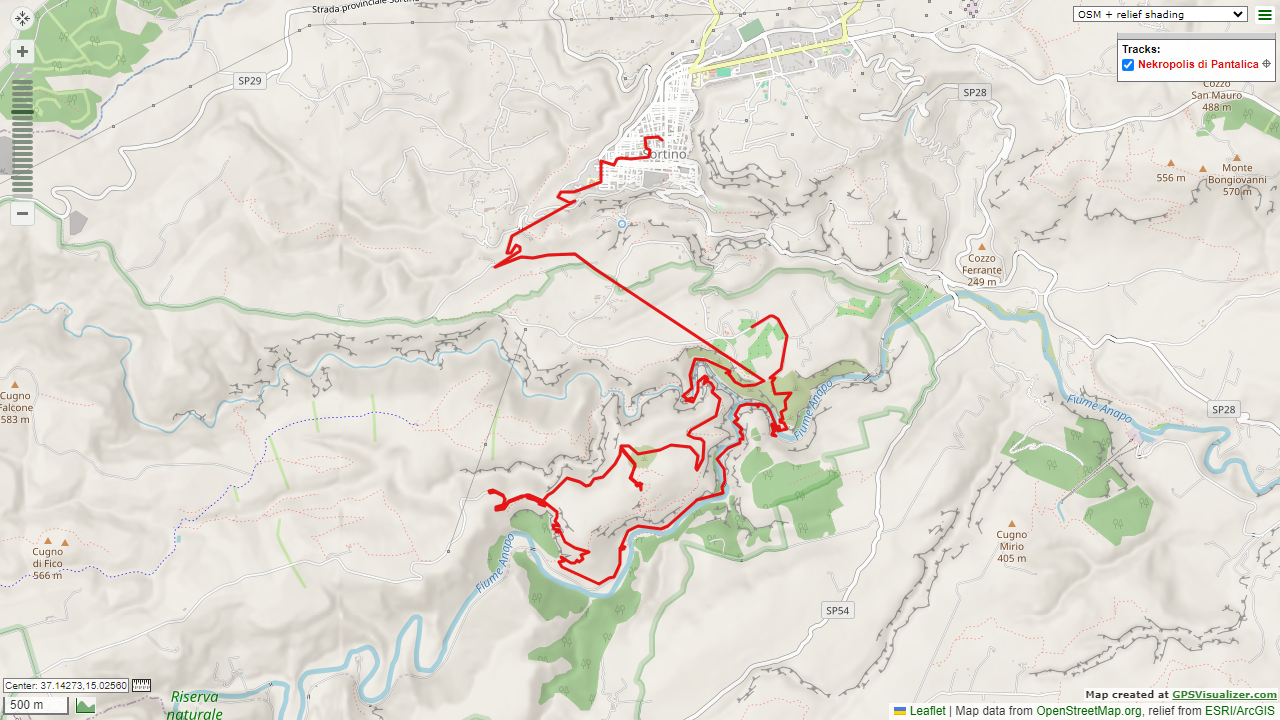 Strada provinciale Sortino
OSM + relief shading
Tracks:
Nekropolis di Pantalica
SP29
SP28
Cozzo
San Mauro
488 m
Sortino
556 m
Monte
Bongiovanni
570 m
Cozzo
Ferrante
249 m
Cugno
Falcone
583 m
Fiume Anapo
Fiume Anapo
SP28
Cugno
di Fico
566 m
Fiume Anapo
Cugno
Mirio
405 m
SP54
Center: 37.14273,15.02560
500 m
Riserva
naturale
Map created at GPSVisualizer.com
Leaflet | Map data from OpenStreetMap.org, relief from ESRI/ArcGIS